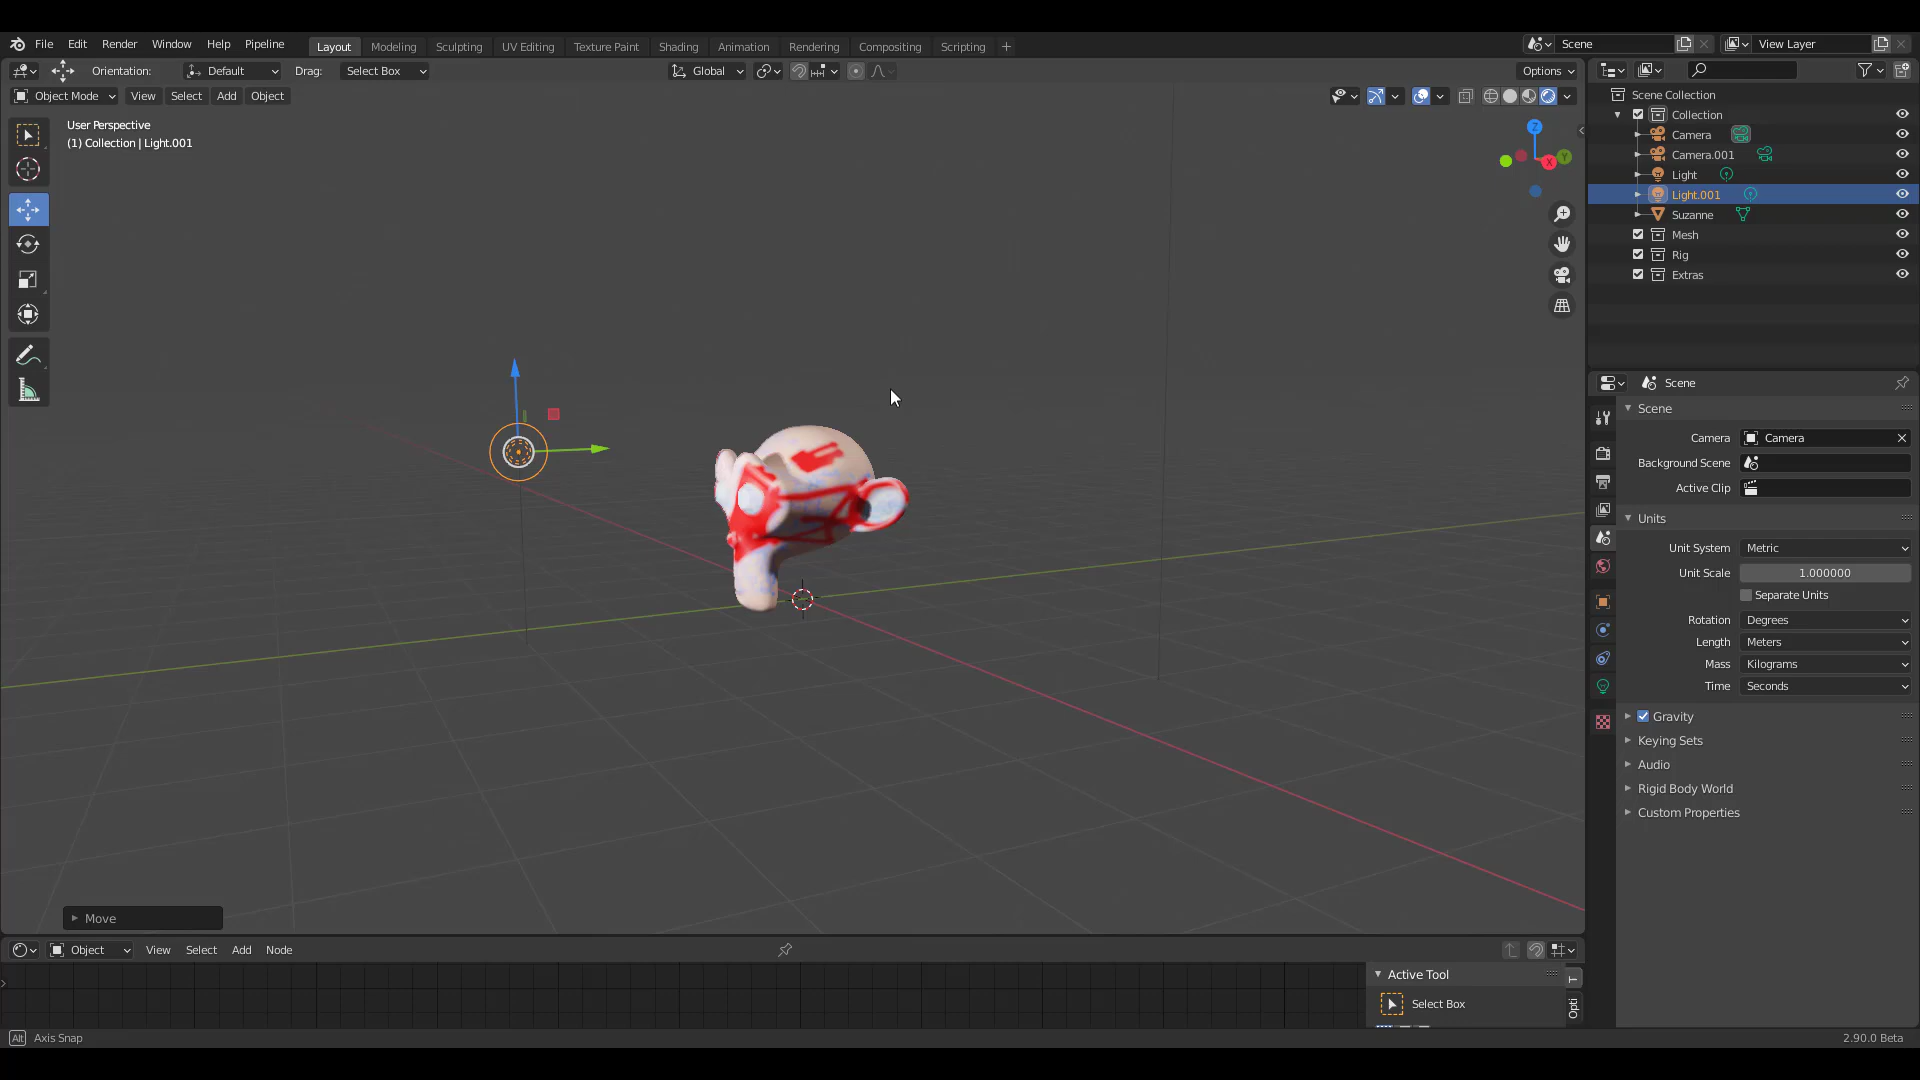 File Edit Render Window Help Pipeline Layout Modeling Sculpting UV Editing Texture Paint Shading Animation Rendering Compositing Scripting + Scene View Layer
Orientation: Default Drag: Select Box Global Options
Object Mode View Select Add Object
User Perspective
(1) Collection | Light.001
Z
X
Y
Scene Collection
Collection
Camera
Camera.001
Light
Light.001
Suzanne
Mesh
Rig
Extras
Scene
Scene
Camera Camera
Background Scene
Active Clip
Units
Unit System Metric
Unit Scale 1.000000
Separate Units
Rotation Degrees
Length Meters
Mass Kilograms
Time Seconds
Gravity
Keying Sets
Audio
Rigid Body World
Custom Properties
Move
Object View Select Add Node
Active Tool
Select Box
T
Opti
Alt Axis Snap
2.90.0 Beta